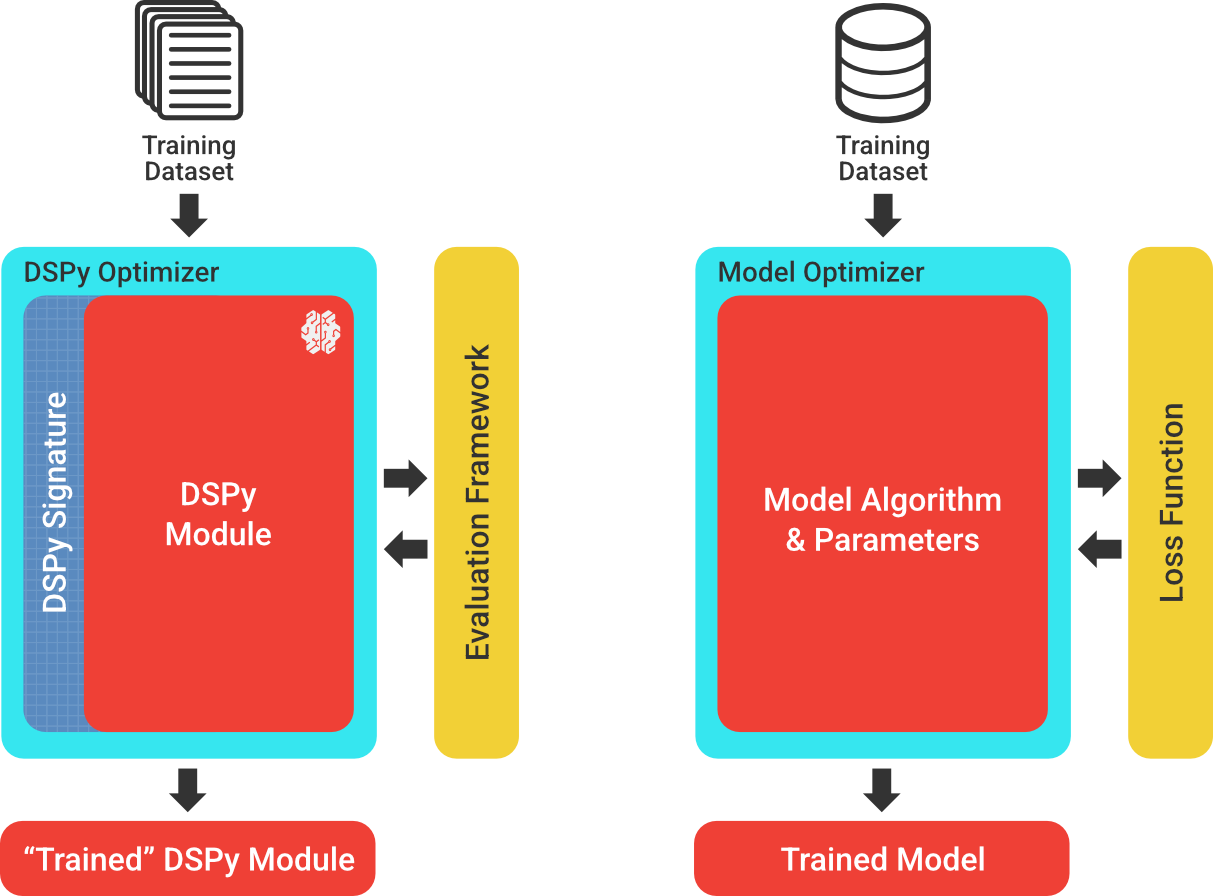 Training
Dataset
DSPy Optimizer
DSPy Signature
DSPy
Module
Evaluation Framework
“Trained” DSPy Module
Training
Dataset
Model Optimizer
Model Algorithm
& Parameters
Loss Function
Trained Model